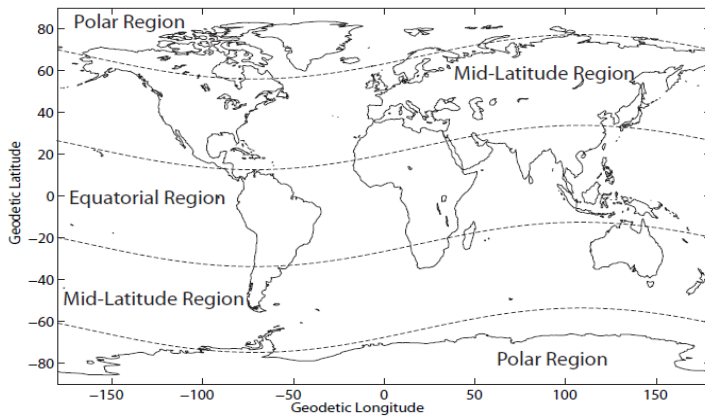 Polar Region
Mid-Latitude Region
Equatorial Region
Mid-Latitude Region
Polar Region
80
60
40
20
0
−20
−40
−60
−80
Geodetic Latitude
−150
−100
−50
0
50
100
150
Geodetic Longitude